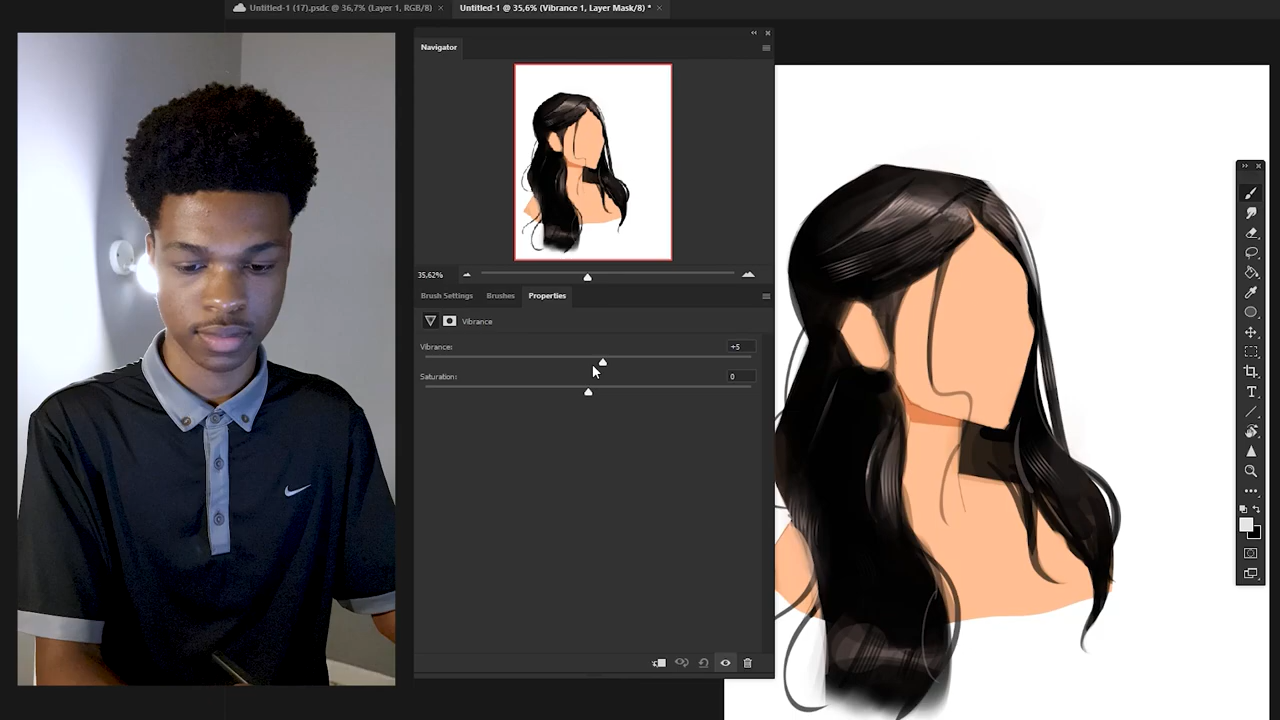 Untitled-1 (17).psdc @ 36,7% (Layer 1, RGB/8) ×
Untitled-1 @ 35,6% (Vibrance 1, Layer Mask/8) * ×
Navigator
35,62%
Brush Settings
Brushes
Properties
Vibrance
Vibrance:
+5
Saturation:
0
T